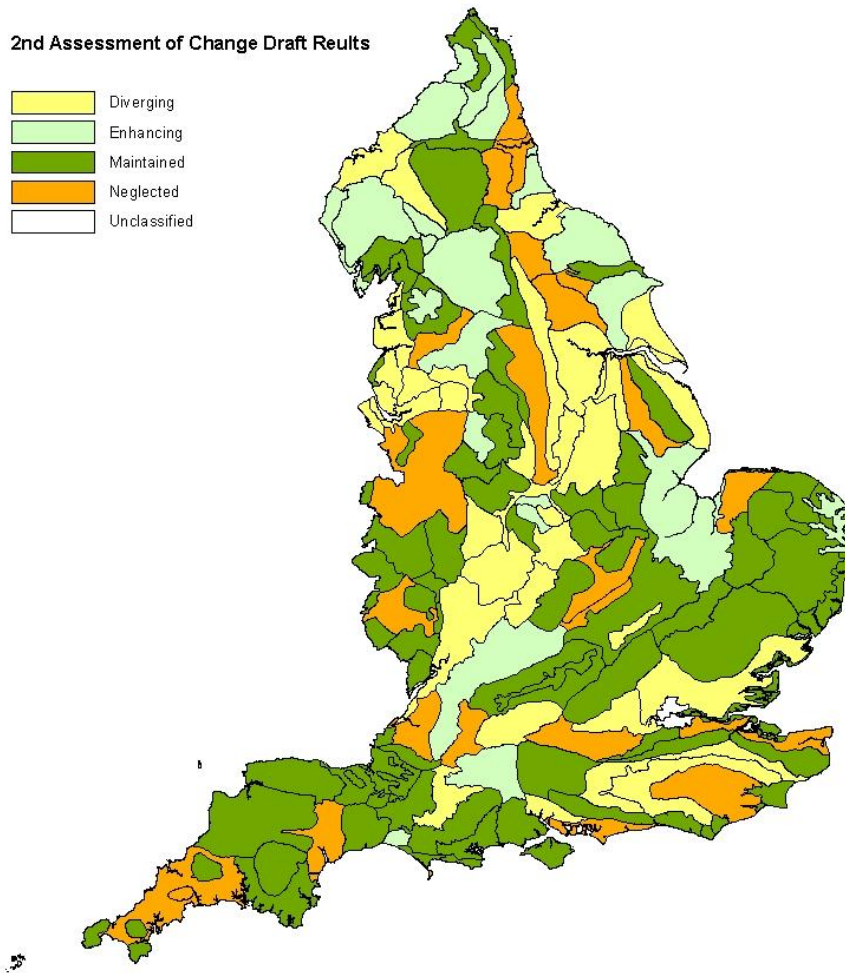 2nd Assessment of Change Draft Reults
Diverging
Enhancing
Maintained
Neglected
Unclassified